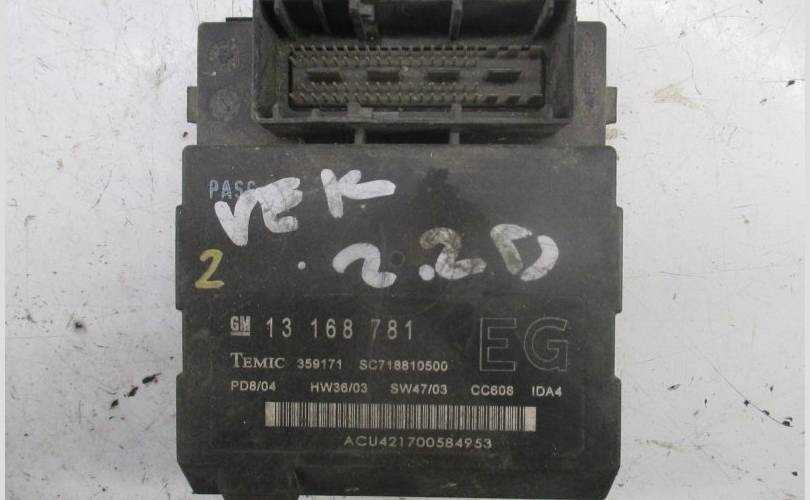 PASS
VEK
2 2.2D
GM 13 168 781 EG
TEMIC 359171 SC718810500
PD8/04 HW36/03 SW47/03 CC608 IDA4
ACU421700584953